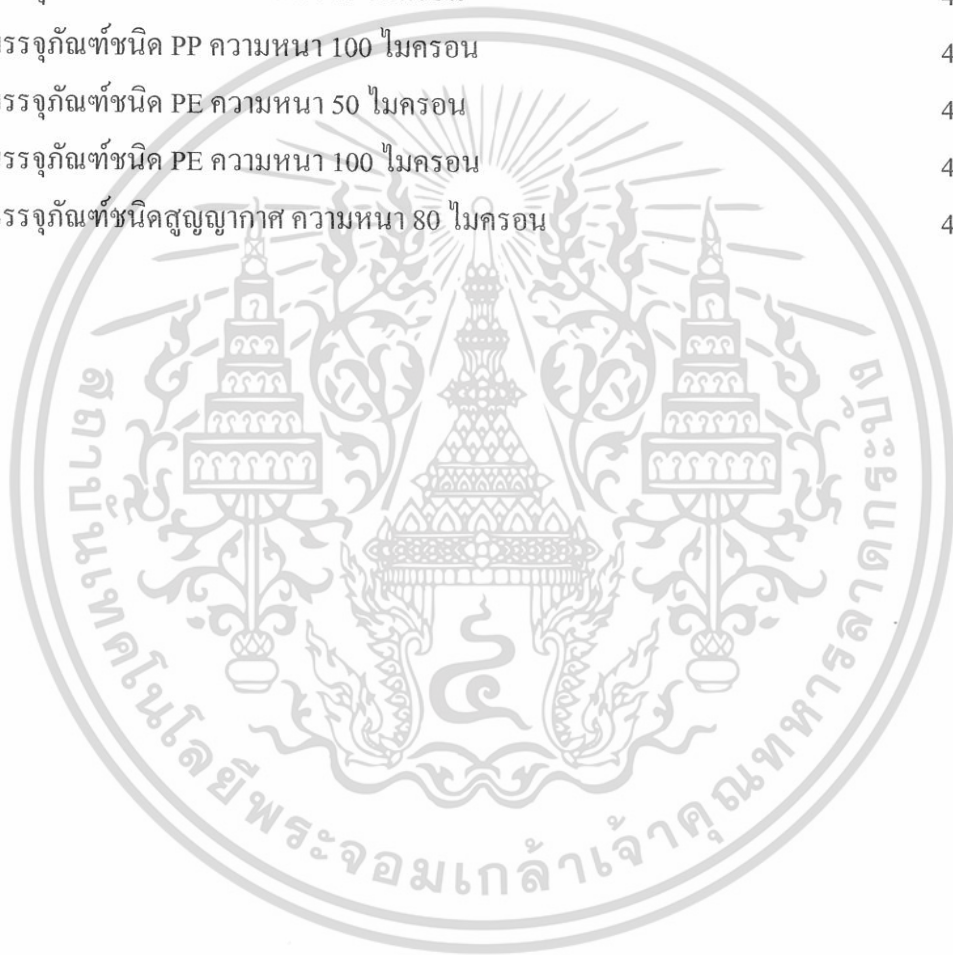 บรรจุภัณฑ์ชนิด PP ความหนา 100 ไมครอน 4
บรรจุภัณฑ์ชนิด PE ความหนา 50 ไมครอน 4
บรรจุภัณฑ์ชนิด PE ความหนา 100 ไมครอน 4
บรรจุภัณฑ์ชนิดสูญญากาศ ความหนา 80 ไมครอน 4
สถาบันเทคโนโลยีพระจอมเกล้าเจ้าคุณทหารลาดกระบัง